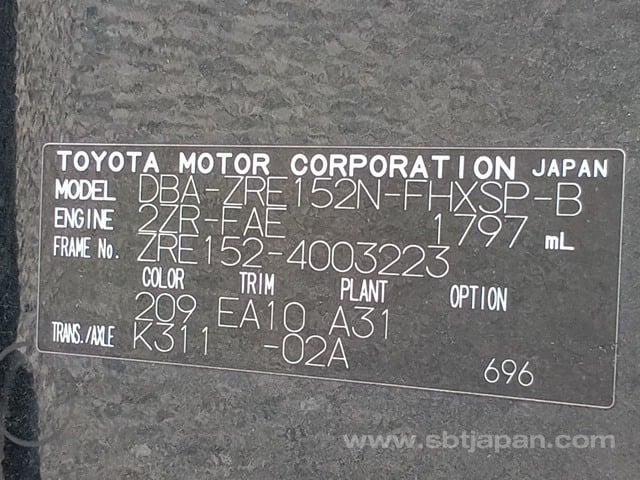 TOYOTA MOTOR CORPORATION JAPAN
MODEL DBA-ZRE152N-FHXSP-B
ENGINE 2ZR-FAE 1797 mL
FRAME No. ZRE152-4003223
COLOR TRIM PLANT OPTION
209 EA10 A31
TRANS./AXLE K311 -02A
696
www.sbtjapan.com